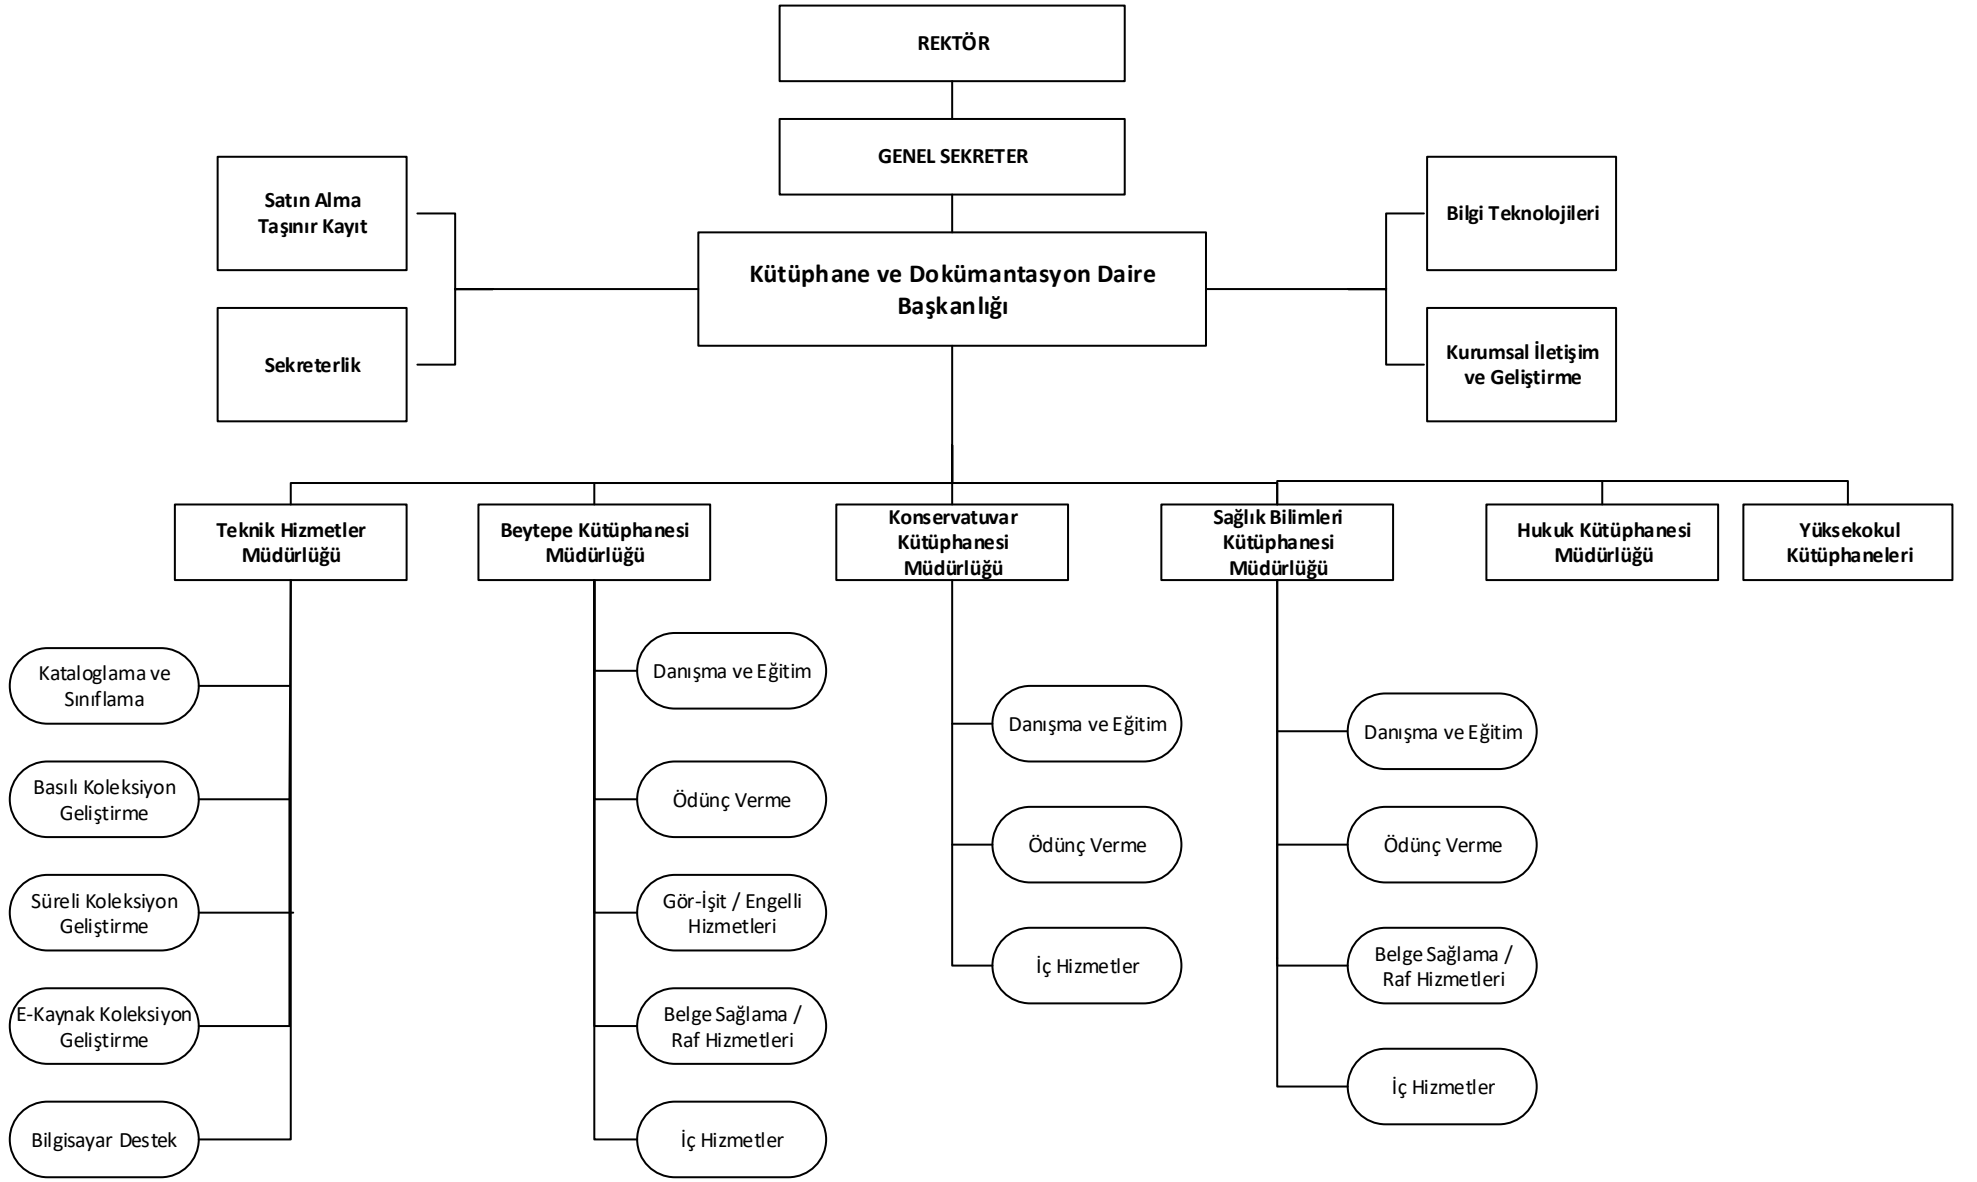 REKTÖR
GENEL SEKRETER
Satın Alma
Taşınır Kayıt
Bilgi Teknolojileri
Kütüphane ve Dokümantasyon Daire
Başkanlığı
Sekreterlik
Kurumsal İletişim
ve Geliştirme
Teknik Hizmetler
Müdürlüğü
Beytepe Kütüphanesi
Müdürlüğü
Konservatuvar
Kütüphanesi
Müdürlüğü
Sağlık Bilimleri
Kütüphanesi
Müdürlüğü
Hukuk Kütüphanesi
Müdürlüğü
Yüksekokul
Kütüphaneleri
Kataloglama ve
Sınıflama
Basılı Koleksiyon
Geliştirme
Süreli Koleksiyon
Geliştirme
E-Kaynak Koleksiyon
Geliştirme
Bilgisayar Destek
Danışma ve Eğitim
Ödünç Verme
Gör-İşit / Engelli
Hizmetleri
Belge Sağlama /
Raf Hizmetleri
İç Hizmetler
Danışma ve Eğitim
Ödünç Verme
İç Hizmetler
Danışma ve Eğitim
Ödünç Verme
Belge Sağlama /
Raf Hizmetleri
İç Hizmetler